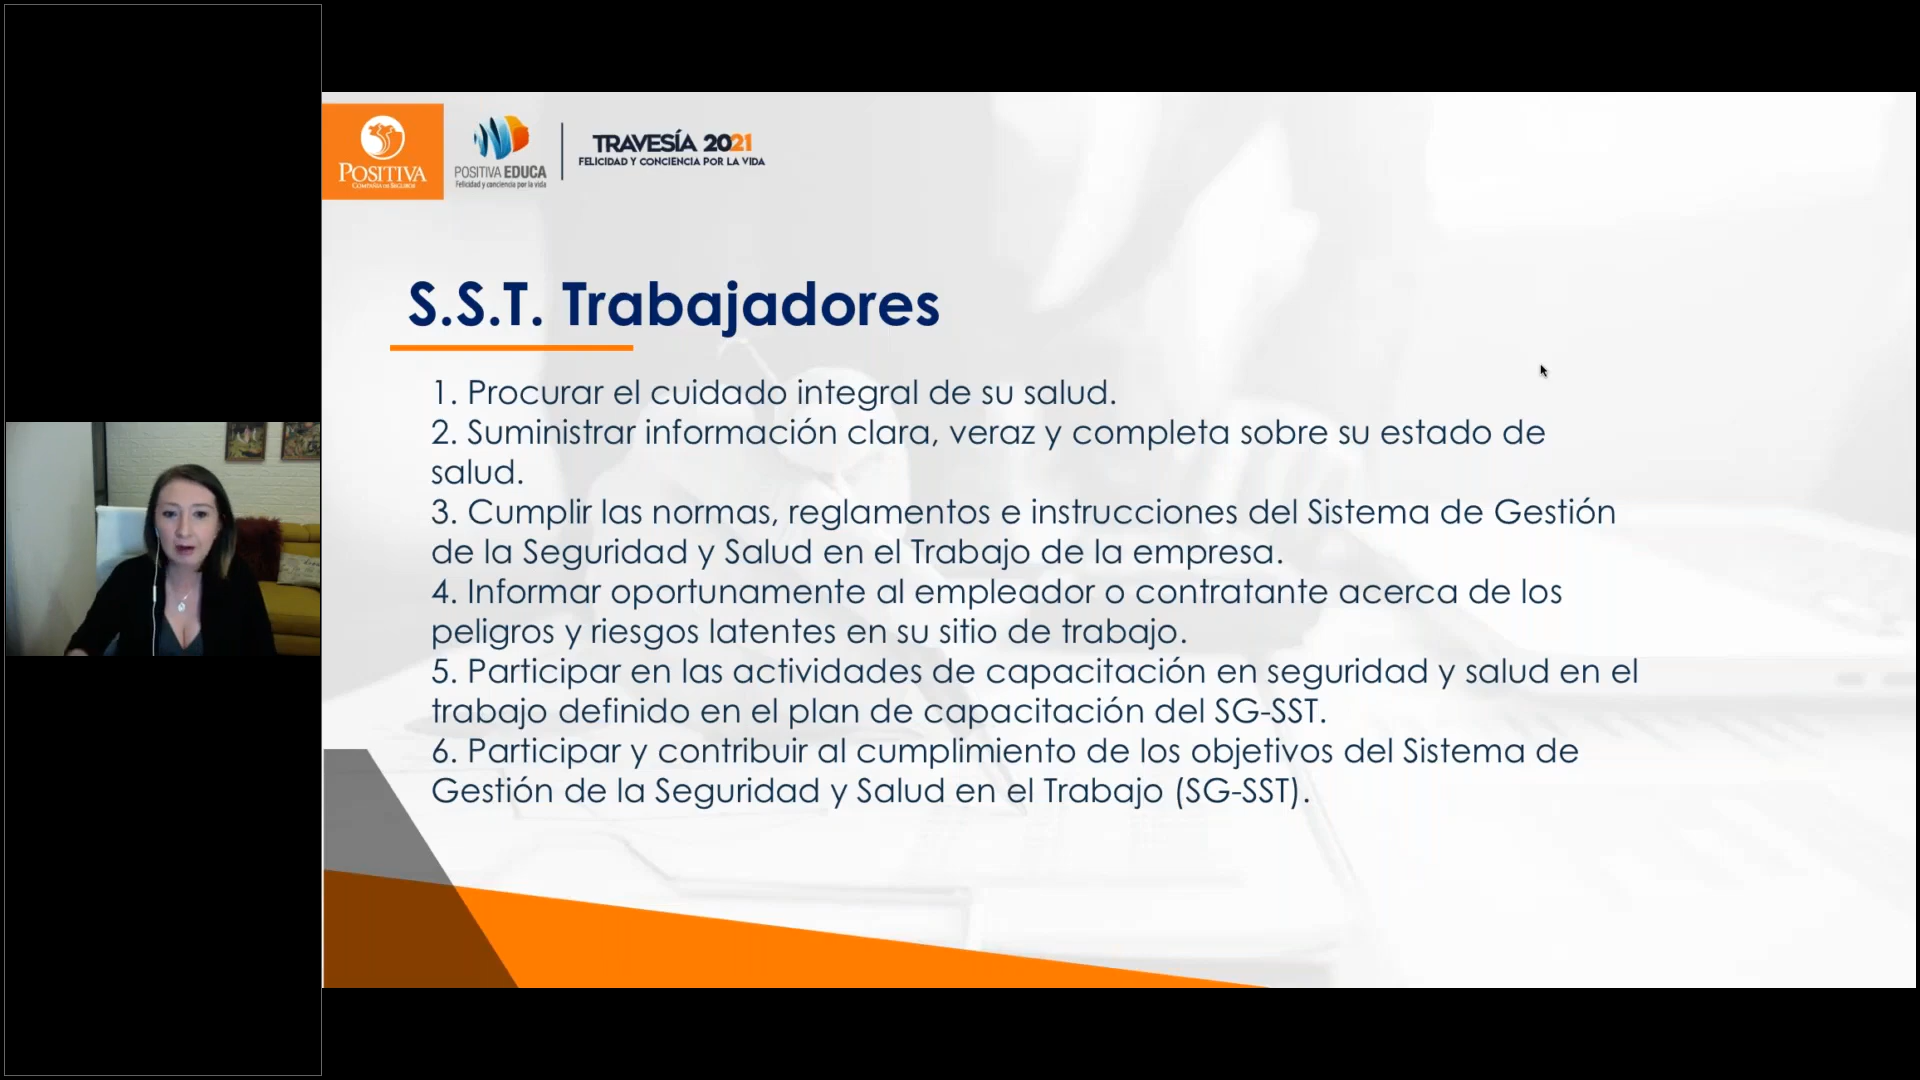 POSITIVA
COMPAÑÍA DE SEGUROS
POSITIVA EDUCA
Felicidad y conciencia por la vida
TRAVESÍA 2021
FELICIDAD Y CONCIENCIA POR LA VIDA
S.S.T. Trabajadores
1. Procurar el cuidado integral de su salud.
2. Suministrar información clara, veraz y completa sobre su estado de
salud.
3. Cumplir las normas, reglamentos e instrucciones del Sistema de Gestión
de la Seguridad y Salud en el Trabajo de la empresa.
4. Informar oportunamente al empleador o contratante acerca de los
peligros y riesgos latentes en su sitio de trabajo.
5. Participar en las actividades de capacitación en seguridad y salud en el
trabajo definido en el plan de capacitación del SG-SST.
6. Participar y contribuir al cumplimiento de los objetivos del Sistema de
Gestión de la Seguridad y Salud en el Trabajo (SG-SST).